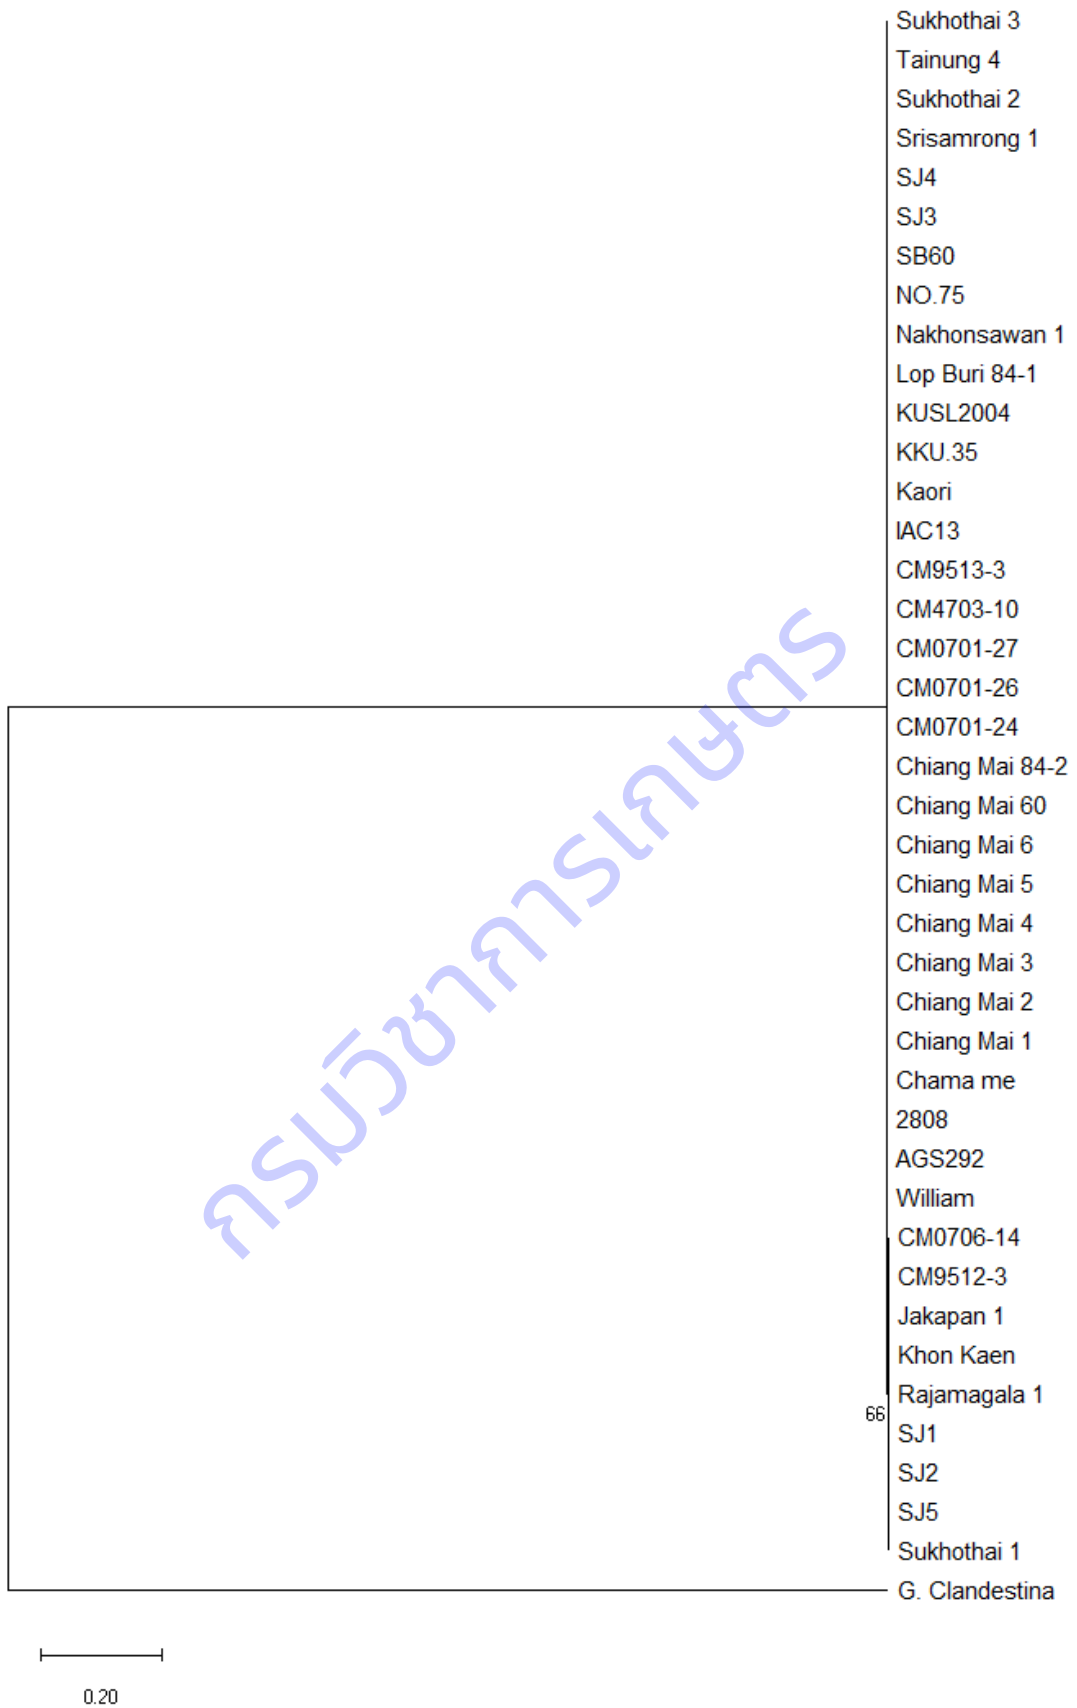 Sukhothai 3
Tainung 4
Sukhothai 2
Srisamrong 1
SJ4
SJ3
SB60
NO.75
Nakhonsawan 1
Lop Buri 84-1
KUSL2004
KKU.35
Kaori
IAC13
CM9513-3
CM4703-10
CM0701-27
CM0701-26
CM0701-24
Chiang Mai 84-2
Chiang Mai 60
Chiang Mai 6
Chiang Mai 5
Chiang Mai 4
Chiang Mai 3
Chiang Mai 2
Chiang Mai 1
Chama me
2808
AGS292
William
CM0706-14
CM9512-3
Jakapan 1
Khon Kaen
Rajamagala 1
66
SJ1
SJ2
SJ5
Sukhothai 1
G. Clandestina
0.20
กรมวิชาการเกษตร